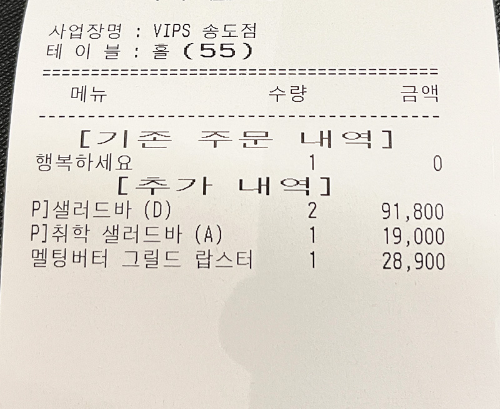 사업장명 : VIPS 송도점
테 이 블 : 홀 (55)
메뉴 수량 금액
[기존 주문 내역]
행복하세요 1 0
[추가 내역]
P]샐러드바 (D) 2 91,800
P]취학 샐러드바 (A) 1 19,000
멜팅버터 그릴드 랍스터 1 28,900